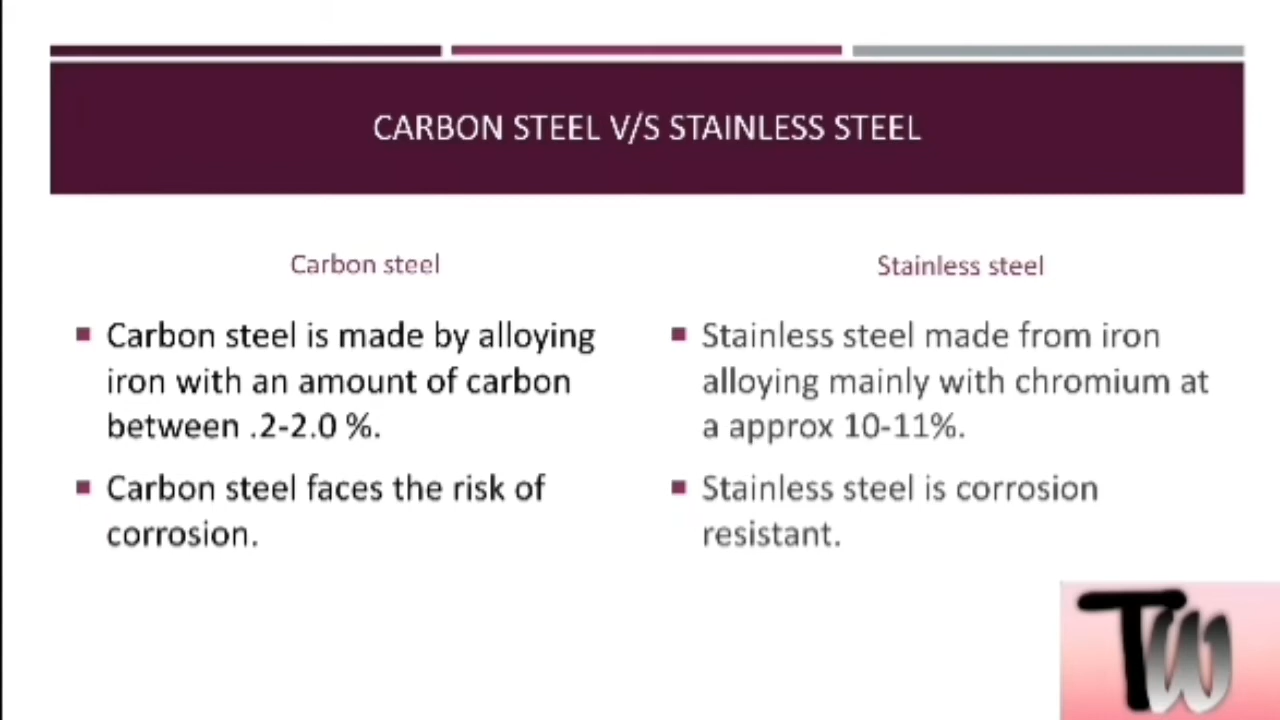 CARBON STEEL V/S STAINLESS STEEL
Carbon steel
Carbon steel is made by alloying
iron with an amount of carbon
between .2-2.0 %.
Carbon steel faces the risk of
corrosion.
Stainless steel
Stainless steel made from iron
alloying mainly with chromium at
a approx 10-11%.
Stainless steel is corrosion
resistant.
TW